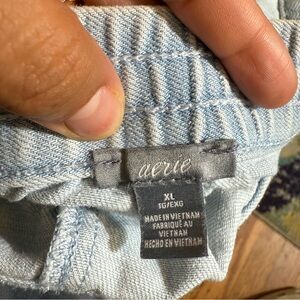 aerie
XL
TG/EXG
MADE IN VIETNAM
FABRIQUÉ AU
VIETNAM
HECHO EN VIETNAM